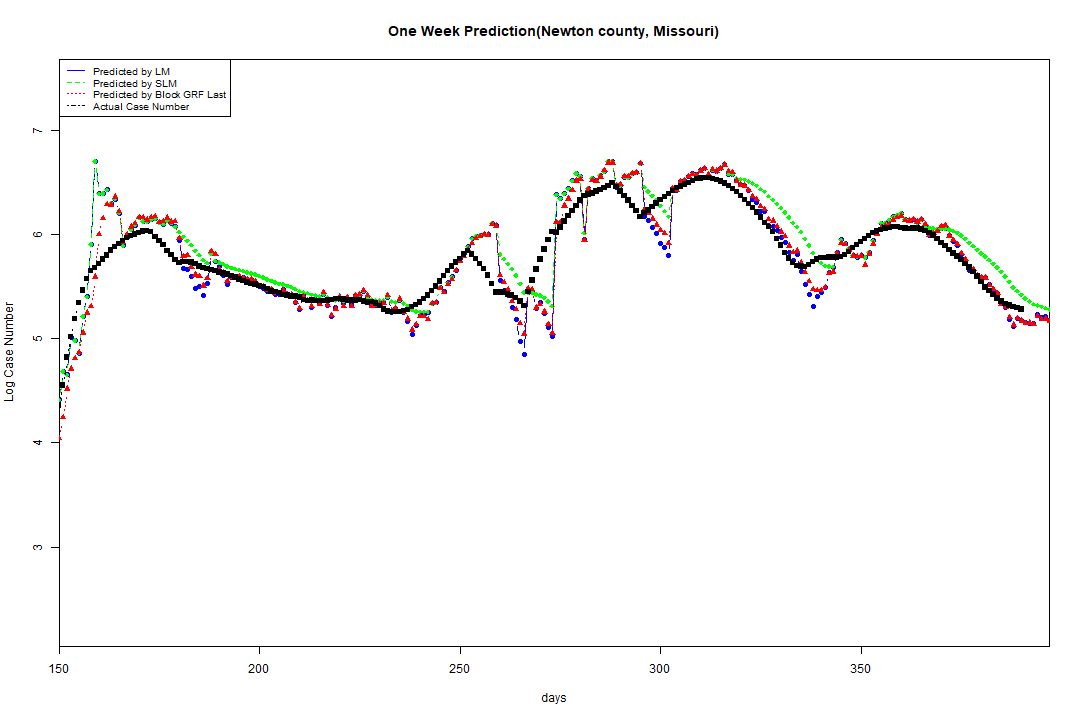 One Week Prediction(Newton county, Missouri)
Predicted by LM
Predicted by SLM
Predicted by Block GRF Last
Actual Case Number
7
6
5
4
3
Log Case Number
150 200 250 300 350
days